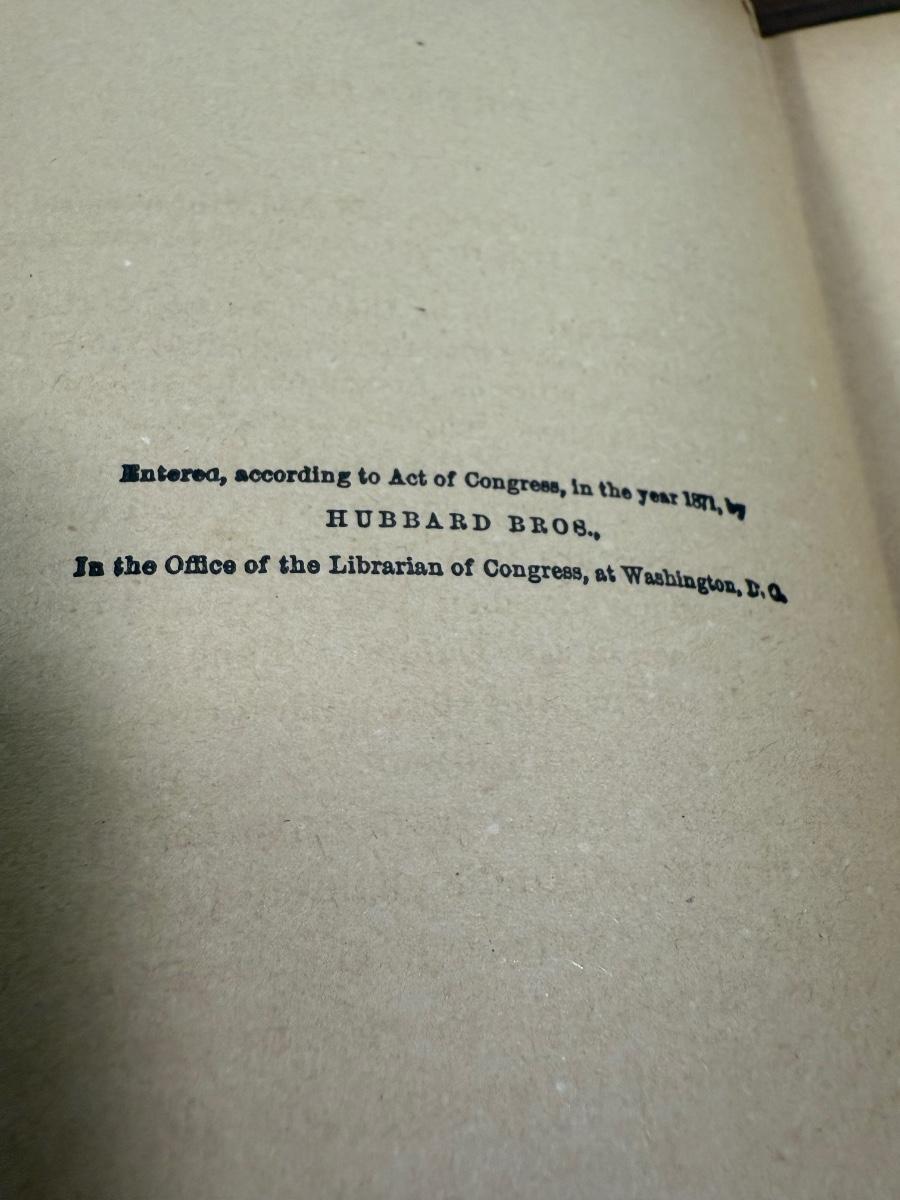 Entered, according to Act of Congress, in the year 1871, by
HUBBARD BROS.,
In the Office of the Librarian of Congress, at Washington, D. C.